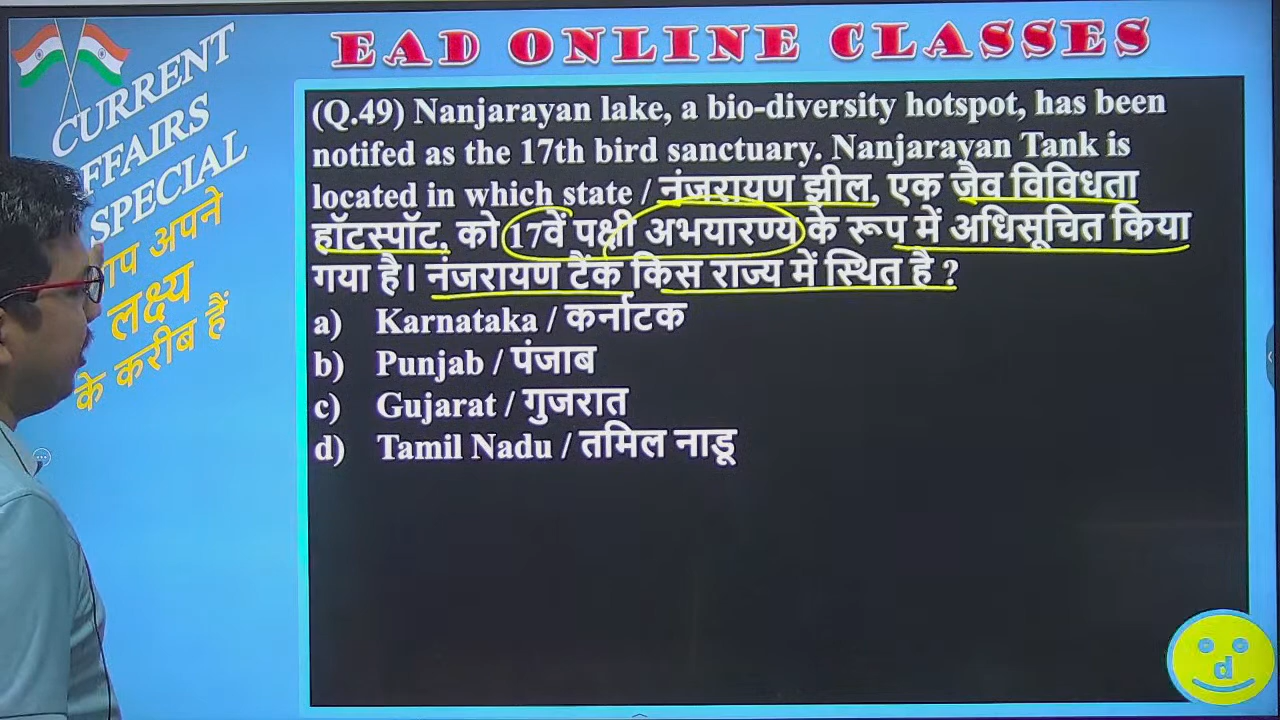 EAD ONLINE CLASSES
CURRENT
FFAIRS
SPECIAL
अपने
लक्ष्य
के करीब हैं
(Q.49) Nanjarayan lake, a bio-diversity hotspot, has been
notifed as the 17th bird sanctuary. Nanjarayan Tank is
located in which state / नंजरायण झील, एक जैव विविधता
हॉटस्पॉट, को 17वें पक्षी अभयारण्य के रूप में अधिसूचित किया
गया है। नंजरायण टैंक किस राज्य में स्थित है ?
a) Karnataka / कर्नाटक
b) Punjab / पंजाब
c) Gujarat / गुजरात
d) Tamil Nadu / तमिल नाडू
d